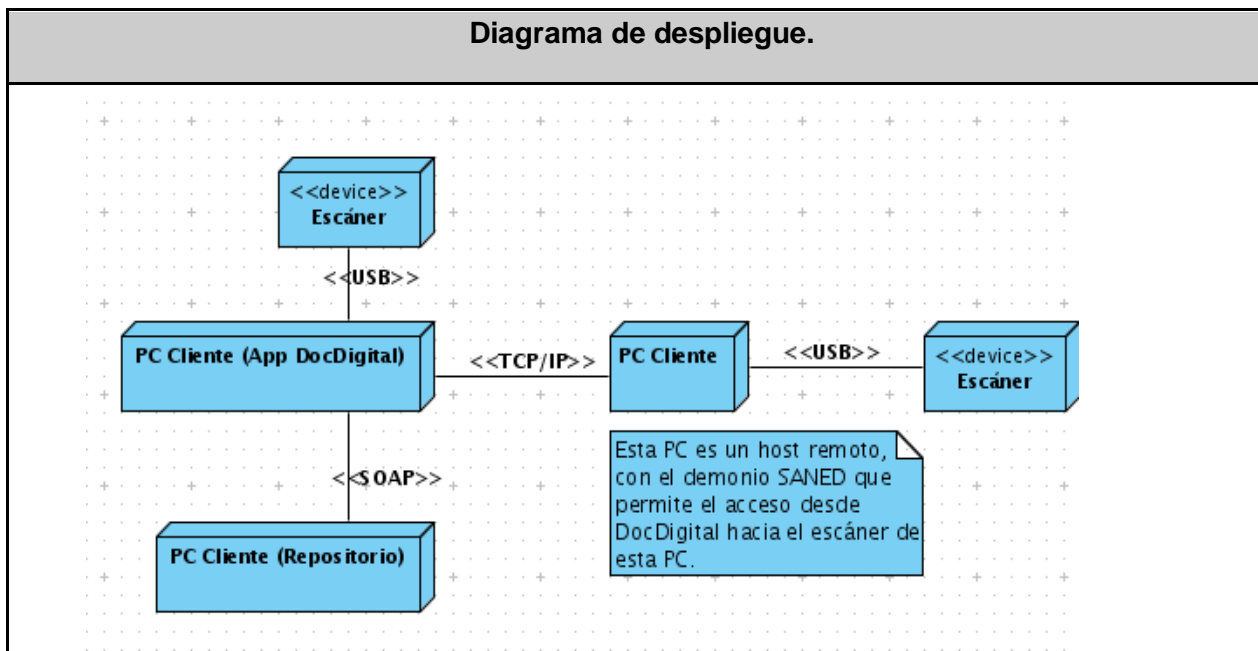 Diagrama de despliegue.
<<device>>
Escáner
<<USB>>
PC Cliente (App DocDigital)
<<TCP/IP>>
PC Cliente
<<USB>>
<<device>>
Escáner
Esta PC es un host remoto,
con el demonio SANED que
permite el acceso desde
DocDigital hacia el escáner de
esta PC.
<<SOAP>>
PC Cliente (Repositorio)